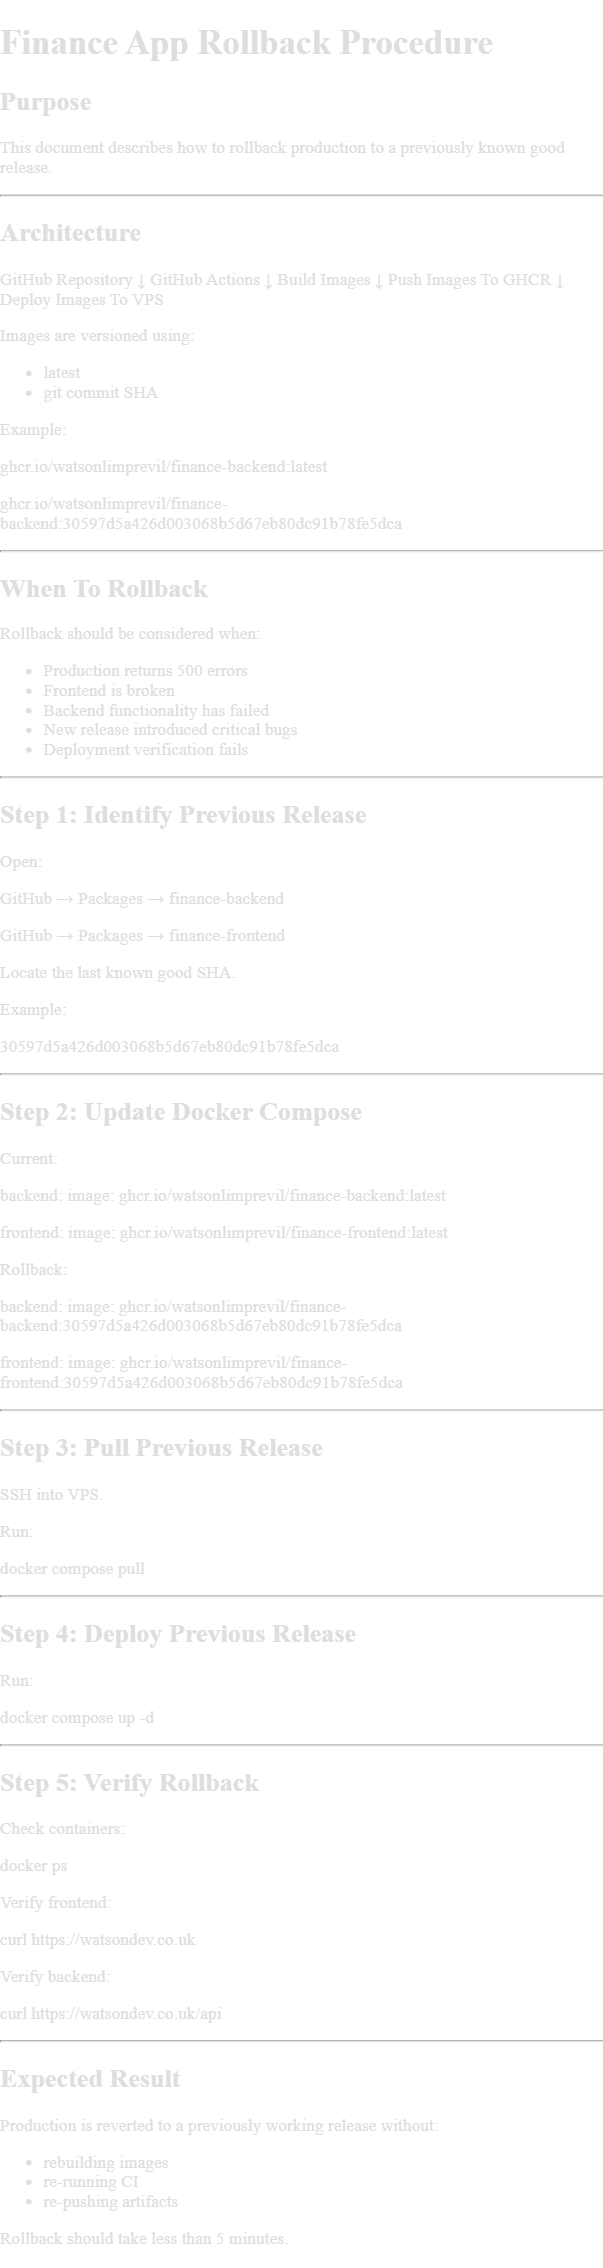 Finance App Rollback Procedure
Purpose
This document describes how to rollback production to a previously known good
release.
Architecture
GitHub Repository ↓ GitHub Actions ↓ Build Images ↓ Push Images To GHCR ↓
Deploy Images To VPS
Images are versioned using:
• latest
• git commit SHA
Example:
ghcr.io/watsonlimprevil/finance-backend:latest
ghcr.io/watsonlimprevil/finance-
backend:30597d5a426d003068b5d67eb80dc91b78fe5dca
When To Rollback
Rollback should be considered when:
• Production returns 500 errors
• Frontend is broken
• Backend functionality has failed
• New release introduced critical bugs
• Deployment verification fails
Step 1: Identify Previous Release
Open:
GitHub → Packages → finance-backend
GitHub → Packages → finance-frontend
Locate the last known good SHA.
Example:
30597d5a426d003068b5d67eb80dc91b78fe5dca
Step 2: Update Docker Compose
Current:
backend: image: ghcr.io/watsonlimprevil/finance-backend:latest
frontend: image: ghcr.io/watsonlimprevil/finance-frontend:latest
Rollback:
backend: image: ghcr.io/watsonlimprevil/finance-
backend:30597d5a426d003068b5d67eb80dc91b78fe5dca
frontend: image: ghcr.io/watsonlimprevil/finance-
frontend:30597d5a426d003068b5d67eb80dc91b78fe5dca
Step 3: Pull Previous Release
SSH into VPS.
Run:
docker compose pull
Step 4: Deploy Previous Release
Run:
docker compose up -d
Step 5: Verify Rollback
Check containers:
docker ps
Verify frontend:
curl https://watsondev.co.uk
Verify backend:
curl https://watsondev.co.uk/api
Expected Result
Production is reverted to a previously working release without:
• rebuilding images
• re-running CI
• re-pushing artifacts
Rollback should take less than 5 minutes.